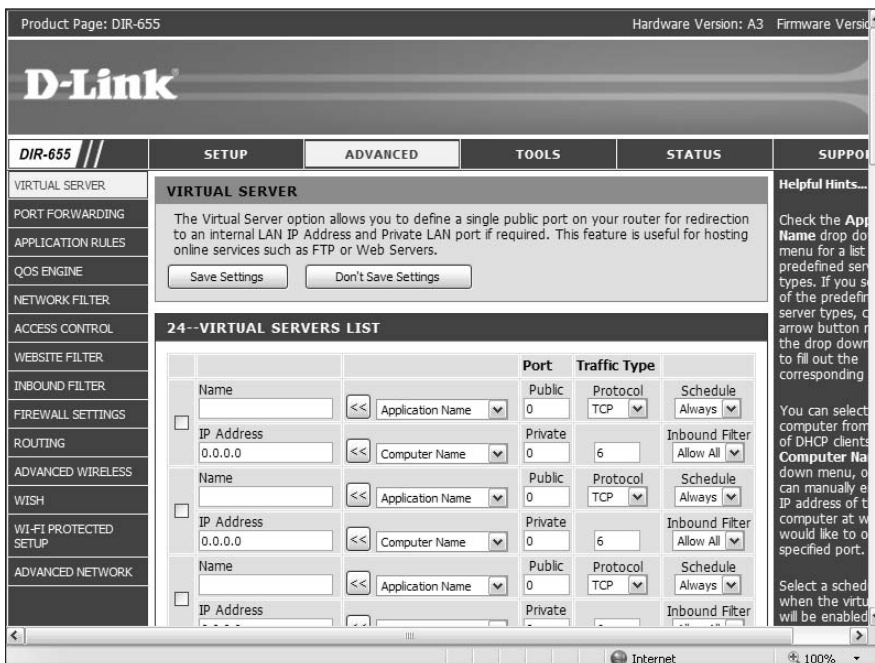 Product Page: DIR-655 Hardware Version: A3 Firmware
D-Link
DIR-655 SETUP ADVANCED TOOLS STATUS
VIRTUAL SERVER
PORT FORWARDING
APPLICATION RULES
QOS ENGINE
NETWORK FILTER
ACCESS CONTROL
WEBSITE FILTER
INBOUND FILTER
FIREWALL SETTINGS
ROUTING
ADVANCED WIRELESS
WISH
WI-FI PROTECTED
SETUP
ADVANCED NETWORK
VIRTUAL SERVER
The Virtual Server option allows you to define a single public port on your router for redirection
to an internal LAN IP Address and Private LAN port if required. This feature is useful for hosting
online services such as FTP or Web Servers.
Save Settings Don't Save Settings
24--VIRTUAL SERVERS LIST
Port Traffic Type
Name Public Protocol Schedule
<< Application Name 0 TCP Always
IP Address Private Inbound Filter
0.0.0.0 << Computer Name 0 6 Allow All
Name Public Protocol Schedule
<< Application Name 0 TCP Always
IP Address Private Inbound Filter
0.0.0.0 << Computer Name 0 6 Allow All
Name Public Protocol Schedule
<< Application Name 0 TCP Always
IP Address Private Inbound Filter
Helpful Hints...
Check the
Name drop
menu for a list
predefined
types. If you
of the
server types,
arrow button
the drop down
to fill out the
corresponding
You can select
computer from
of DHCP clients
Computer
down menu,
can manually
IP address of
computer at
would like to
specified port.
Select a
when the
will be enabled
Internet 100%